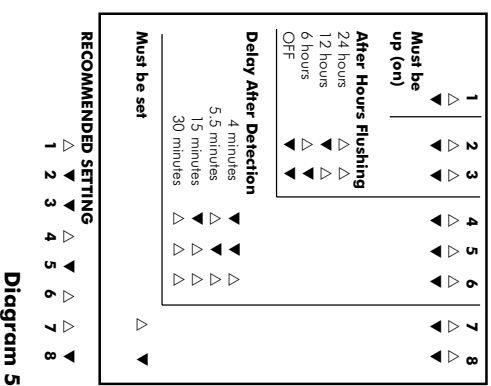 1 2 3 4 5 6 7 8
Must be
up (on)
After Hours Flushing
24 hours
12 hours
6 hours
OFF
Delay After Detection
4 minutes
5.5 minutes
15 minutes
30 minutes
Must be set
RECOMMENDED SETTING
1 2 3 4 5 6 7 8
Diagram 5